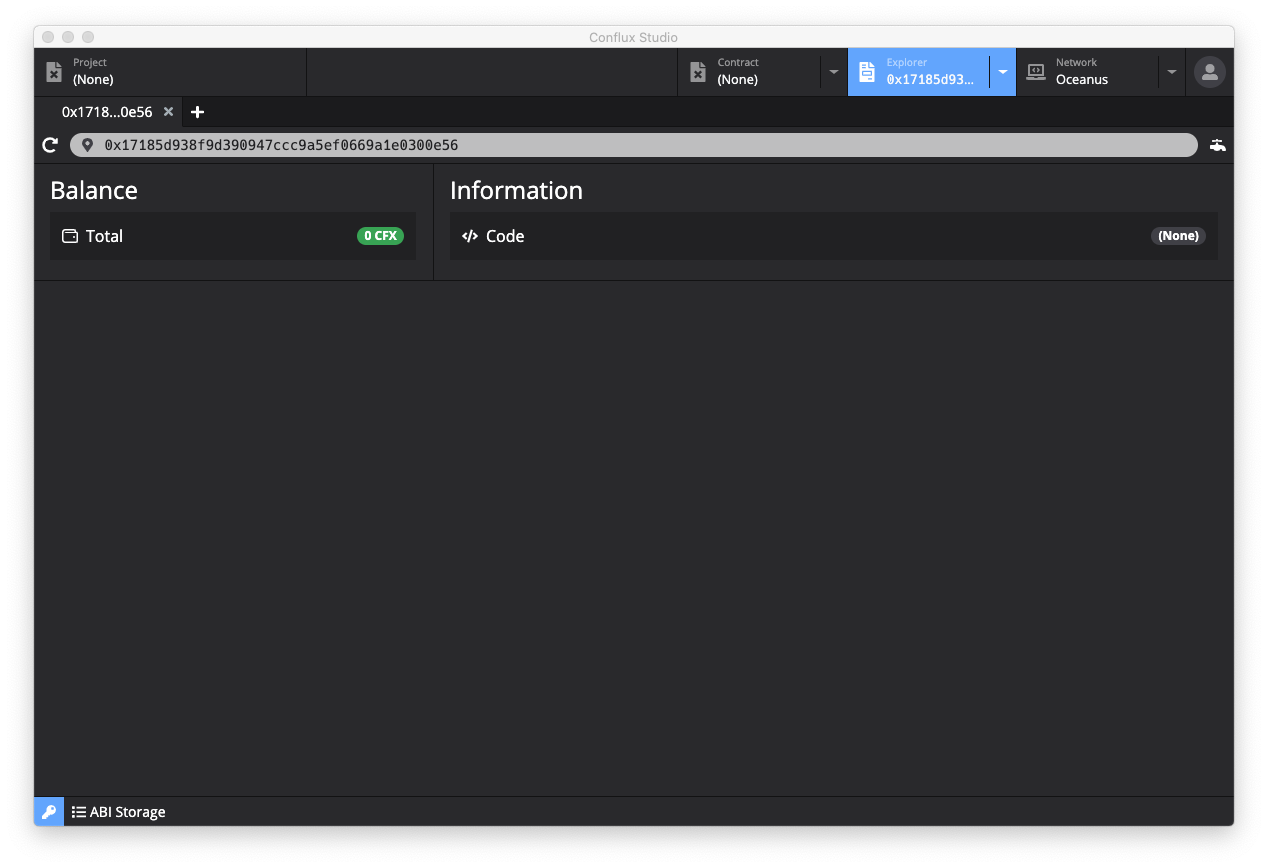 Conflux Studio
Project
(None)
Contract
(None)
Explorer
0x17185d93...
Network
Oceanus
0x1718...0e56
0x17185d938f9d390947ccc9a5ef0669a1e0300e56
Balance
Total
0 CFX
Information
Code
(None)
ABI Storage